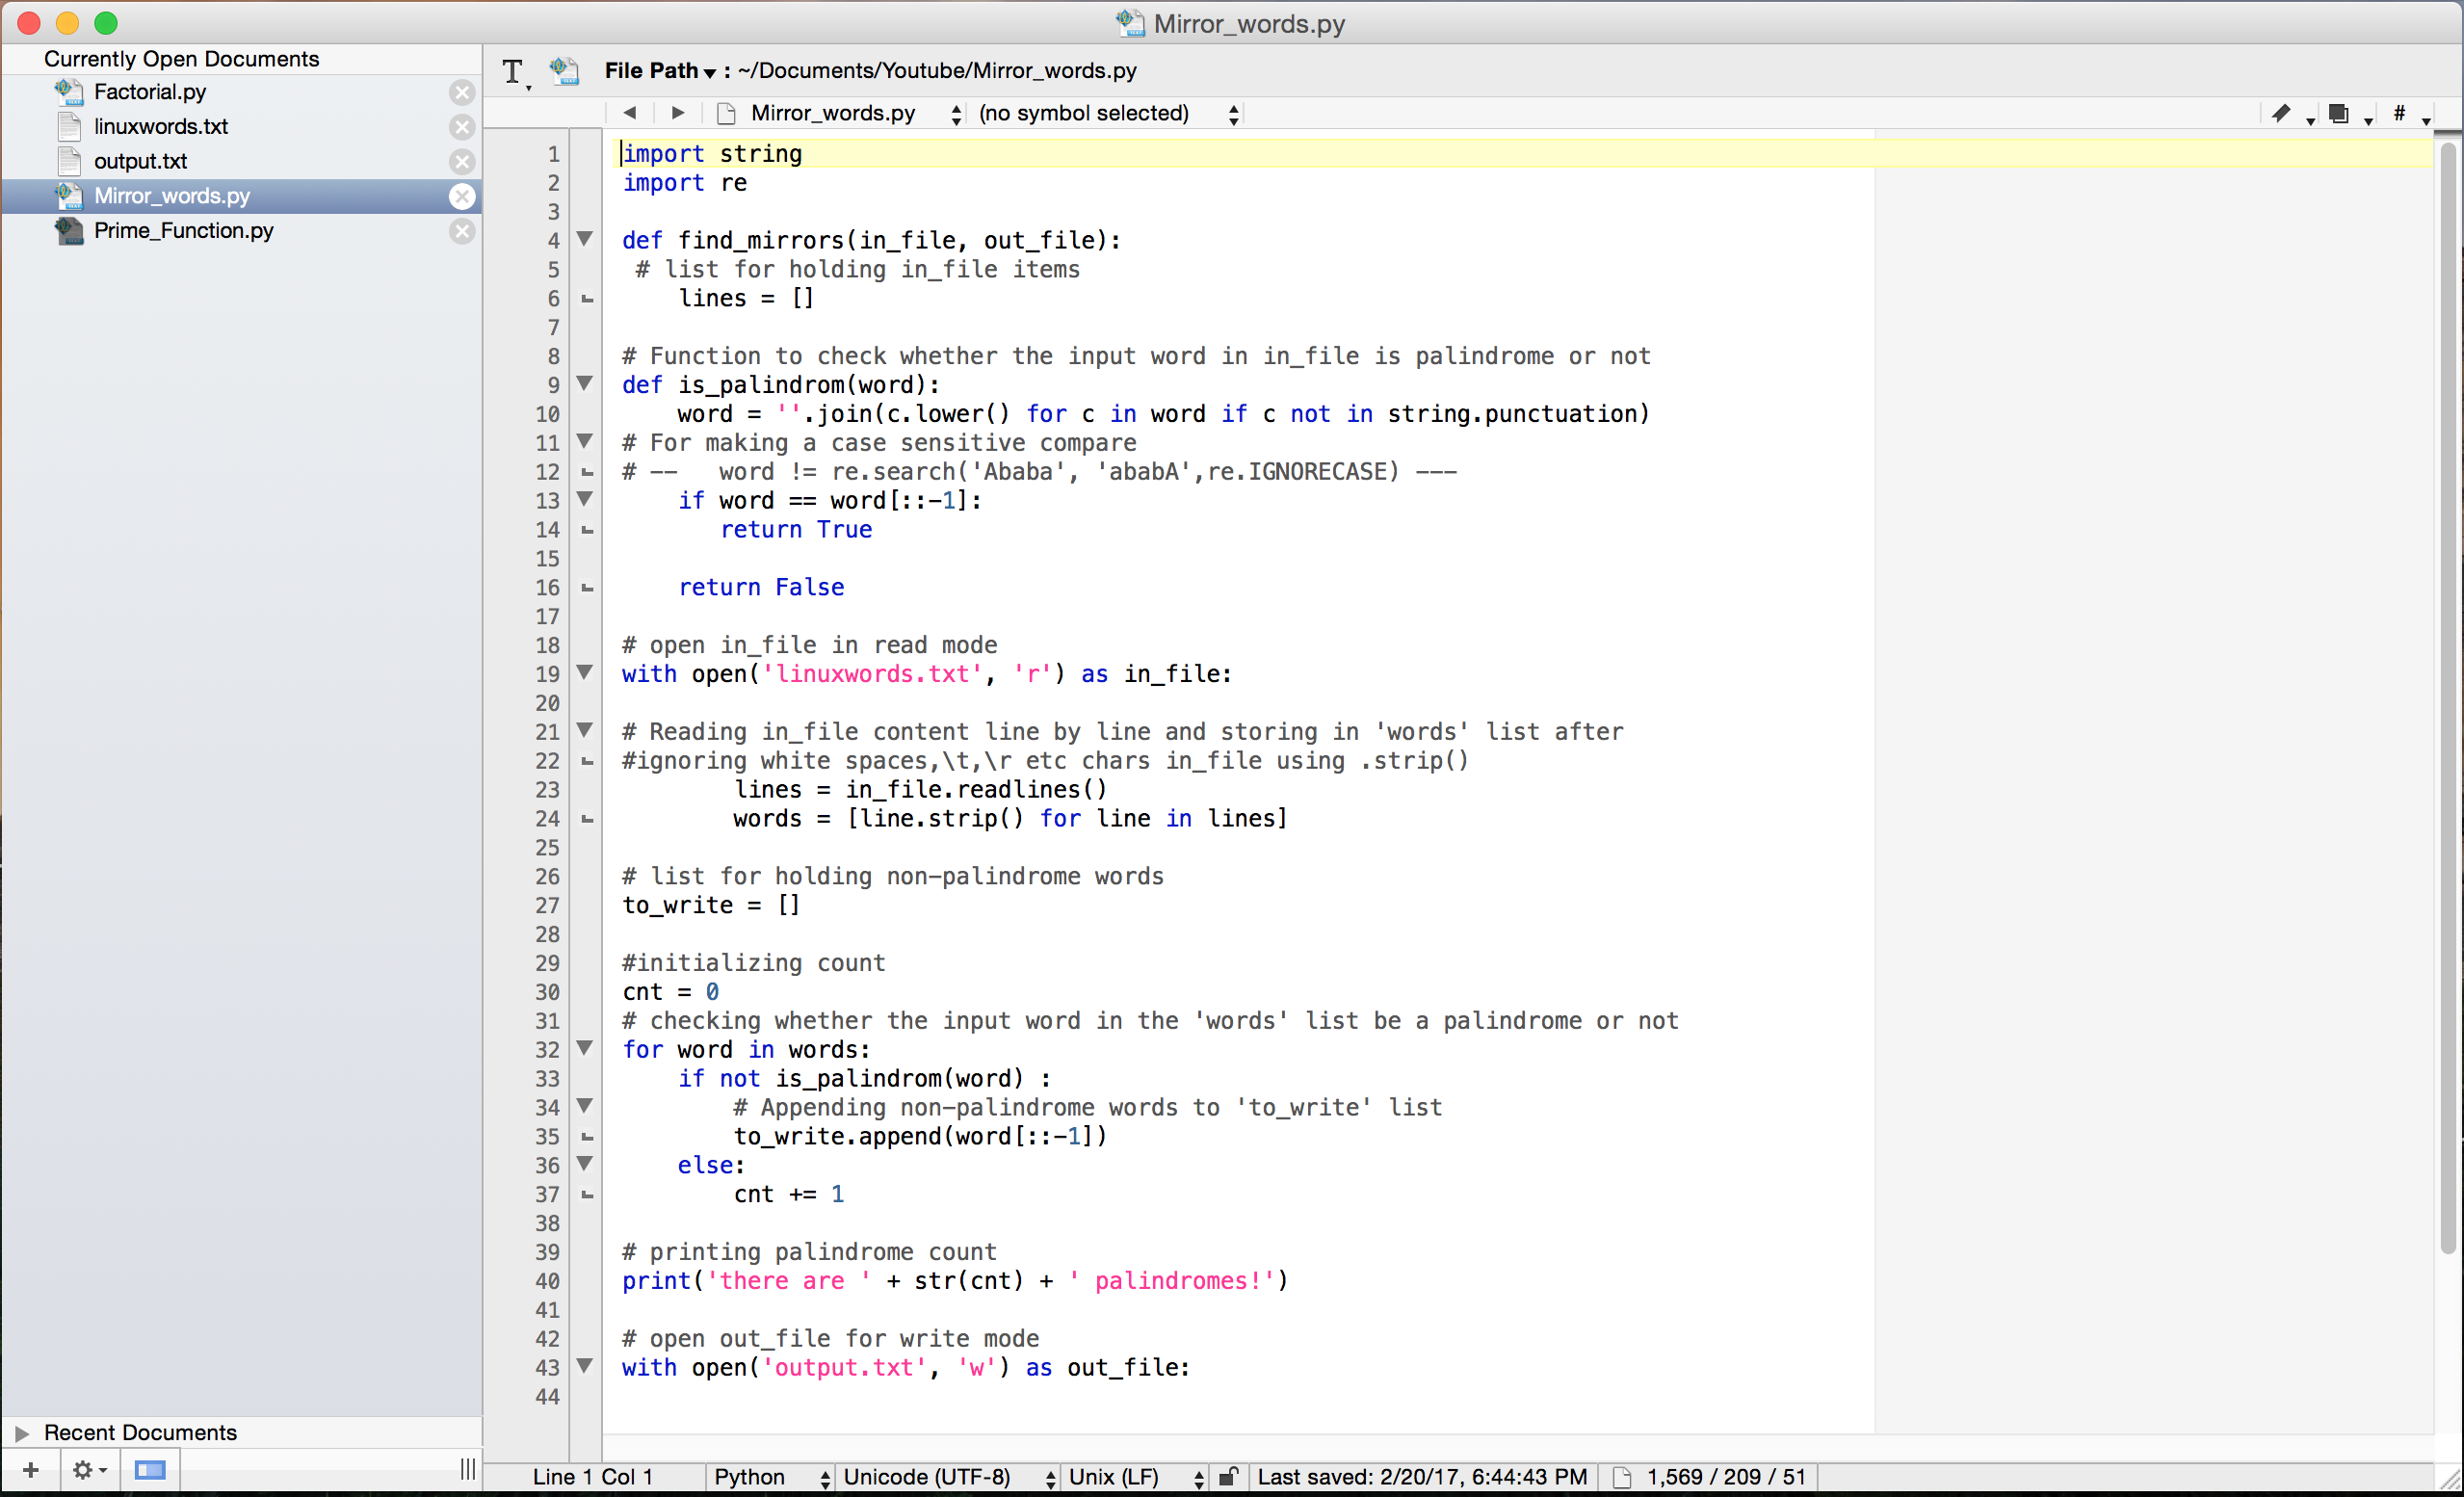 Mirror_words.py
Currently Open Documents
Factorial.py
linuxwords.txt
output.txt
Mirror_words.py
Prime_Function.py
T
File Path : ~/Documents/Youtube/Mirror_words.py
Mirror_words.py (no symbol selected) #
1 import string
2 import re
3
4 def find_mirrors(in_file, out_file):
5 # list for holding in_file items
6 lines = []
7
8 # Function to check whether the input word in in_file is palindrome or not
9 def is_palindrom(word):
10 word = ''.join(c.lower() for c in word if c not in string.punctuation)
11 # For making a case sensitive compare
12 # -- word != re.search('Ababa', 'ababA',re.IGNORECASE) ---
13 if word == word[::-1]:
14 return True
15
16 return False
17
18 # open in_file in read mode
19 with open('linuxwords.txt', 'r') as in_file:
20
21 # Reading in_file content line by line and storing in 'words' list after
22 #ignoring white spaces,\t,\r etc chars in_file using .strip()
23 lines = in_file.readlines()
24 words = [line.strip() for line in lines]
25
26 # list for holding non-palindrome words
27 to_write = []
28
29 #initializing count
30 cnt = 0
31 # checking whether the input word in the 'words' list be a palindrome or not
32 for word in words:
33 if not is_palindrom(word) :
34 # Appending non-palindrome words to 'to_write' list
35 to_write.append(word[::-1])
36 else:
37 cnt += 1
38
39 # printing palindrome count
40 print('there are ' + str(cnt) + ' palindromes!')
41
42 # open out_file for write mode
43 with open('output.txt', 'w') as out_file:
44
Recent Documents
Line 1 Col 1 Python Unicode (UTF-8) Unix (LF) Last saved: 2/20/17, 6:44:43 PM 1,569 / 209 / 51